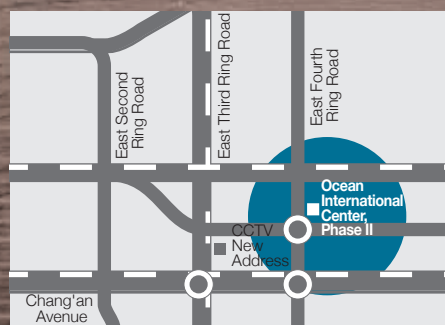 East Second
Ring Road
East Third Ring Road
East Fourth
Ring Road
Ocean
International
Center,
Phase II
CCTV
New
Address
Chang'an
Avenue